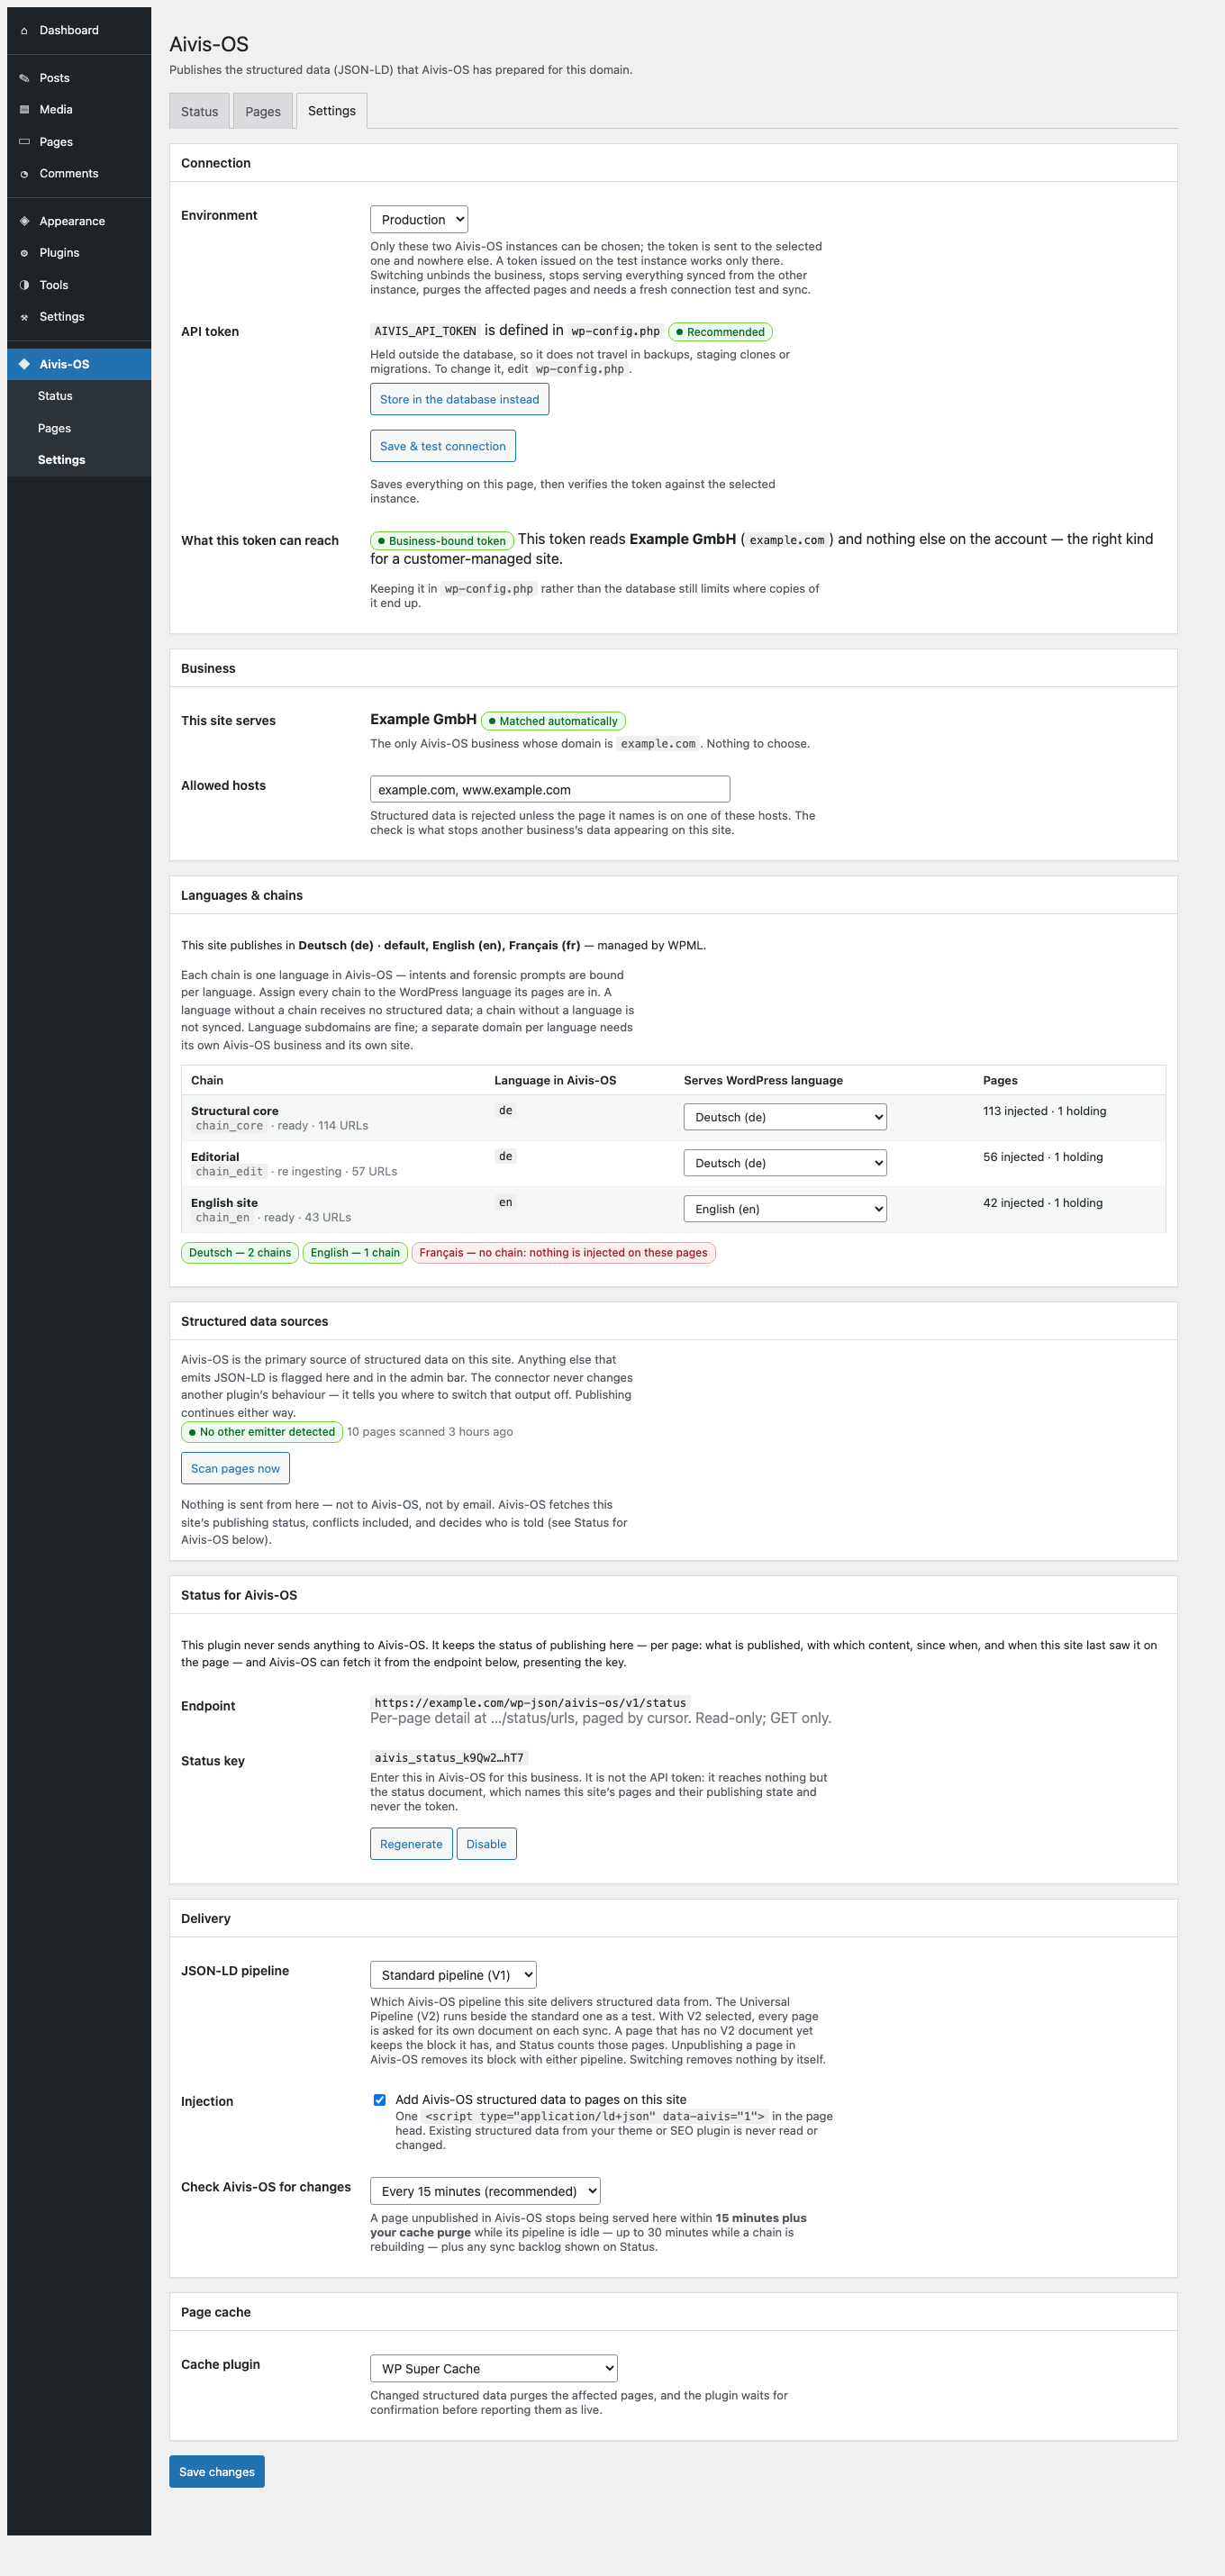 Dashboard
Posts
Media
Pages
Comments
Appearance
Plugins
Tools
Settings
Aivis-OS
Status
Pages
Settings
Aivis-OS
Publishes the structured data (JSON-LD) that Aivis-OS has prepared for this domain.
Status
Pages
Settings
Connection
Environment
Production
Only these two Aivis-OS instances can be chosen; the token is sent to the selected
one and nowhere else. A token issued on the test instance works only there.
Switching unbinds the business, stops serving everything synced from the other
instance, purges the affected pages and needs a fresh connection test and sync.
API token
AIVIS_API_TOKEN is defined in wp-config.php Recommended
Held outside the database, so it does not travel in backups, staging clones or
migrations. To change it, edit wp-config.php.
Store in the database instead
Save & test connection
Saves everything on this page, then verifies the token against the selected
instance.
What this token can reach
Business-bound token This token reads Example GmbH (example.com) and nothing else on the account — the right kind
for a customer-managed site.
Keeping it in wp-config.php rather than the database still limits where copies of
it end up.
Business
This site serves
Example GmbH Matched automatically
The only Aivis-OS business whose domain is example.com. Nothing to choose.
Allowed hosts
example.com, www.example.com
Structured data is rejected unless the page it names is on one of these hosts. The
check is what stops another business's data appearing on this site.
Languages & chains
This site publishes in Deutsch (de) · default, English (en), Français (fr) — managed by WPML.
Each chain is one language in Aivis-OS — intents and forensic prompts are bound
per language. Assign every chain to the WordPress language its pages are in. A
language without a chain receives no structured data; a chain without a language is
not synced. Language subdomains are fine; a separate domain per language needs
its own Aivis-OS business and its own site.
Chain Language in Aivis-OS Serves WordPress language Pages
Structural core de Deutsch (de) 113 injected · 1 holding
chain_core · ready · 114 URLs
Editorial de Deutsch (de) 56 injected · 1 holding
chain_edit · re ingesting · 57 URLs
English site en English (en) 42 injected · 1 holding
chain_en · ready · 43 URLs
Deutsch — 2 chains English — 1 chain Français — no chain: nothing is injected on these pages
Structured data sources
Aivis-OS is the primary source of structured data on this site. Anything else that
emits JSON-LD is flagged here and in the admin bar. The connector never changes
another plugin's behaviour — it tells you where to switch that output off. Publishing
continues either way.
No other emitter detected 10 pages scanned 3 hours ago
Scan pages now
Nothing is sent from here — not to Aivis-OS, not by email. Aivis-OS fetches this
site's publishing status, conflicts included, and decides who is told (see Status for
Aivis-OS below).
Status for Aivis-OS
This plugin never sends anything to Aivis-OS. It keeps the status of publishing here — per page: what is published, with which content, since when, and when this site last saw it on
the page — and Aivis-OS can fetch it from the endpoint below, presenting the key.
Endpoint
https://example.com/wp-json/aivis-os/v1/status
Per-page detail at .../status/urls, paged by cursor. Read-only; GET only.
Status key
aivis_status_k9Qw2…hT7
Enter this in Aivis-OS for this business. It is not the API token: it reaches nothing but
the status document, which names this site's pages and their publishing state and
never the token.
Regenerate Disable
Delivery
JSON-LD pipeline
Standard pipeline (V1)
Which Aivis-OS pipeline this site delivers structured data from. The Universal
Pipeline (V2) runs beside the standard one as a test. With V2 selected, every page
is asked for its own document on each sync. A page that has no V2 document yet
keeps the block it has, and Status counts those pages. Unpublishing a page in
Aivis-OS removes its block with either pipeline. Switching removes nothing by itself.
Injection
Add Aivis-OS structured data to pages on this site
One <script type="application/ld+json" data-aivis="1"> in the page
head. Existing structured data from your theme or SEO plugin is never read or
changed.
Check Aivis-OS for changes
Every 15 minutes (recommended)
A page unpublished in Aivis-OS stops being served here within 15 minutes plus
your cache purge while its pipeline is idle — up to 30 minutes while a chain is
rebuilding — plus any sync backlog shown on Status.
Page cache
Cache plugin
WP Super Cache
Changed structured data purges the affected pages, and the plugin waits for
confirmation before reporting them as live.
Save changes